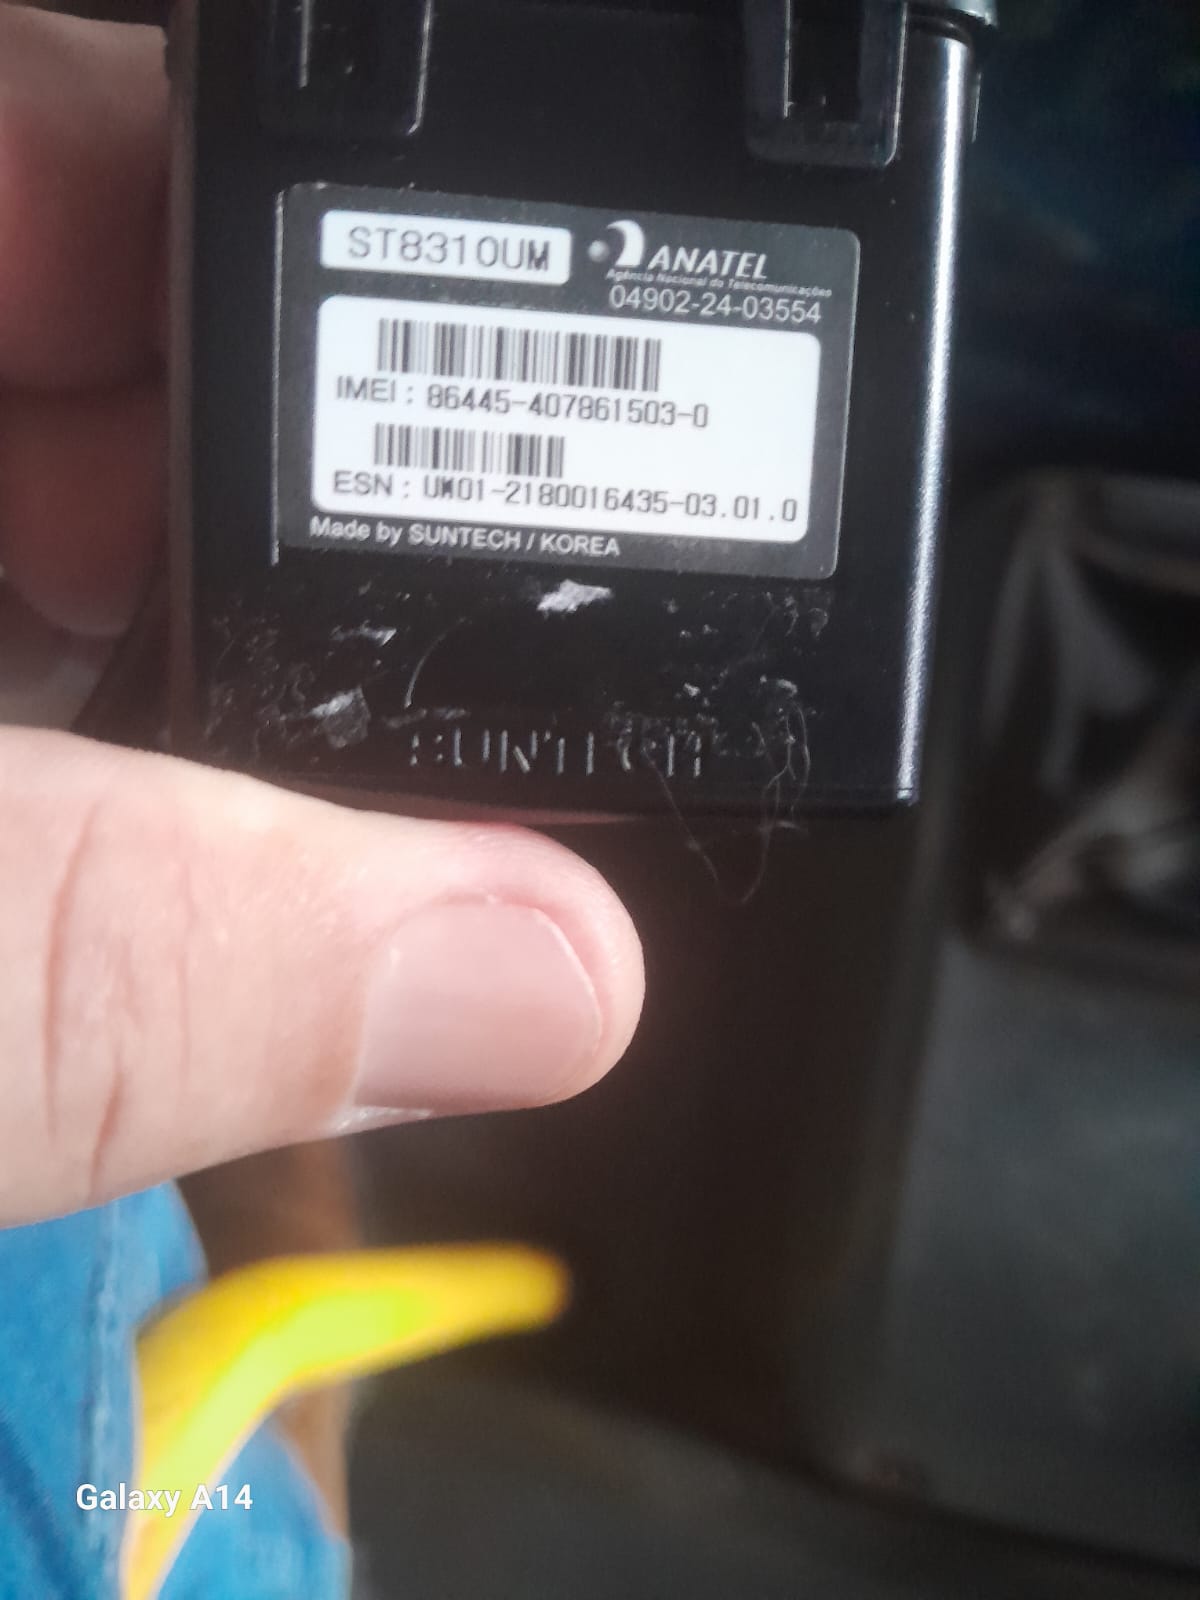 ST8310UM
ANATEL
Agência Nacional de Telecomunicações
04902-24-03554
IMEI : 86445-407861503-0
ESN : UM01-2180016435-03.01.0
Made by SUNTECH / KOREA
SUNTECH
Galaxy A14